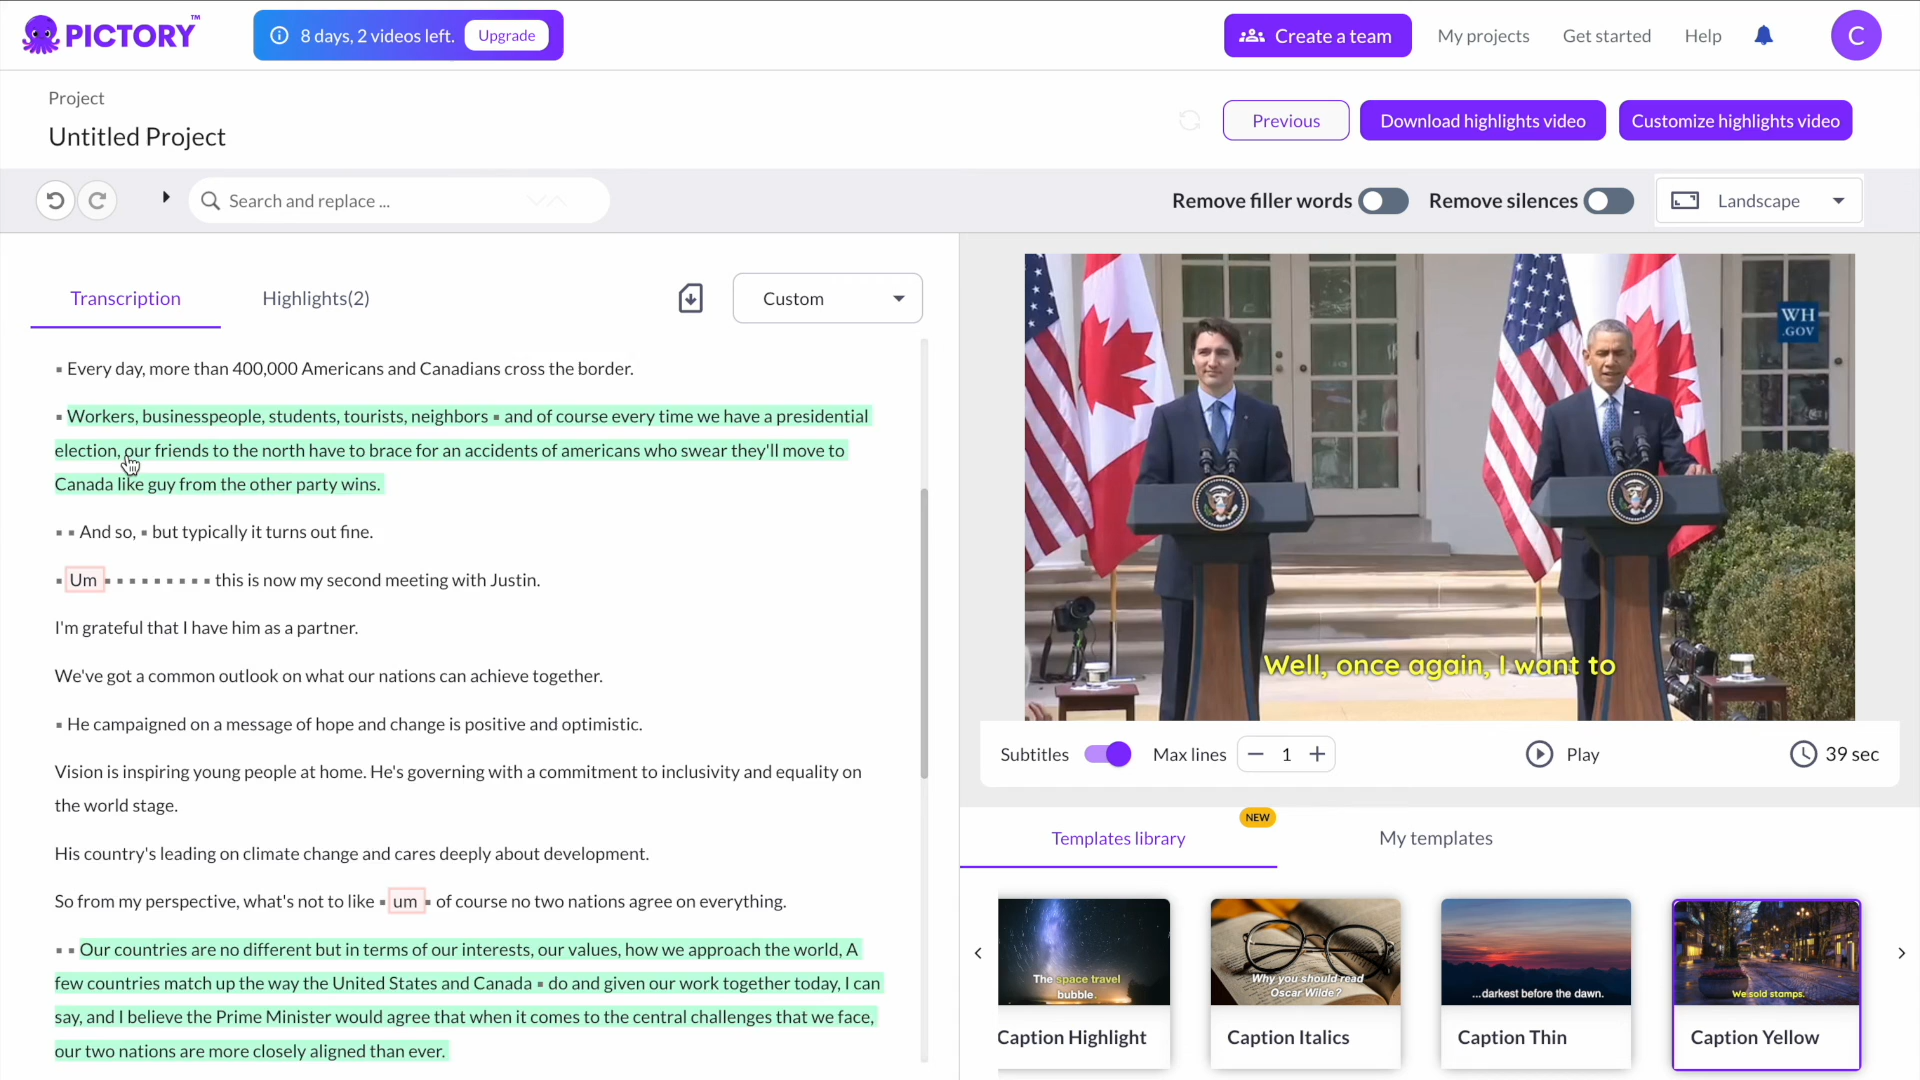 PICTORY™
8 days, 2 videos left. Upgrade
Create a team
My projects
Get started
Help
C
Project
Untitled Project
Previous
Download highlights video
Customize highlights video
Search and replace ...
Remove filler words
Remove silences
Landscape
Transcription
Highlights(2)
Custom
Every day, more than 400,000 Americans and Canadians cross the border.
Workers, businesspeople, students, tourists, neighbors ▪ and of course every time we have a presidential
election, our friends to the north have to brace for an accidents of americans who swear they'll move to
Canada like guy from the other party wins.
And so, ▪ but typically it turns out fine.
Um ▪ ▪ ▪ ▪ ▪ ▪ ▪ ▪ ▪ this is now my second meeting with Justin.
I'm grateful that I have him as a partner.
We've got a common outlook on what our nations can achieve together.
He campaigned on a message of hope and change is positive and optimistic.
Vision is inspiring young people at home. He's governing with a commitment to inclusivity and equality on
the world stage.
His country's leading on climate change and cares deeply about development.
So from my perspective, what's not to like ▪ um ▪ of course no two nations agree on everything.
Our countries are no different but in terms of our interests, our values, how we approach the world, A
few countries match up the way the United States and Canada ▪ do and given our work together today, I can
say, and I believe the Prime Minister would agree that when it comes to the central challenges that we face,
our two nations are more closely aligned than ever.
WH
.GOV
Well, once again, I want to
Subtitles
Max lines
1
Play
39 sec
NEW
Templates library
My templates
The space travel
bubble.
Caption Highlight
Why you should read
Oscar Wilde?
Caption Italics
...darkest before the dawn.
Caption Thin
We sold stamps.
Caption Yellow